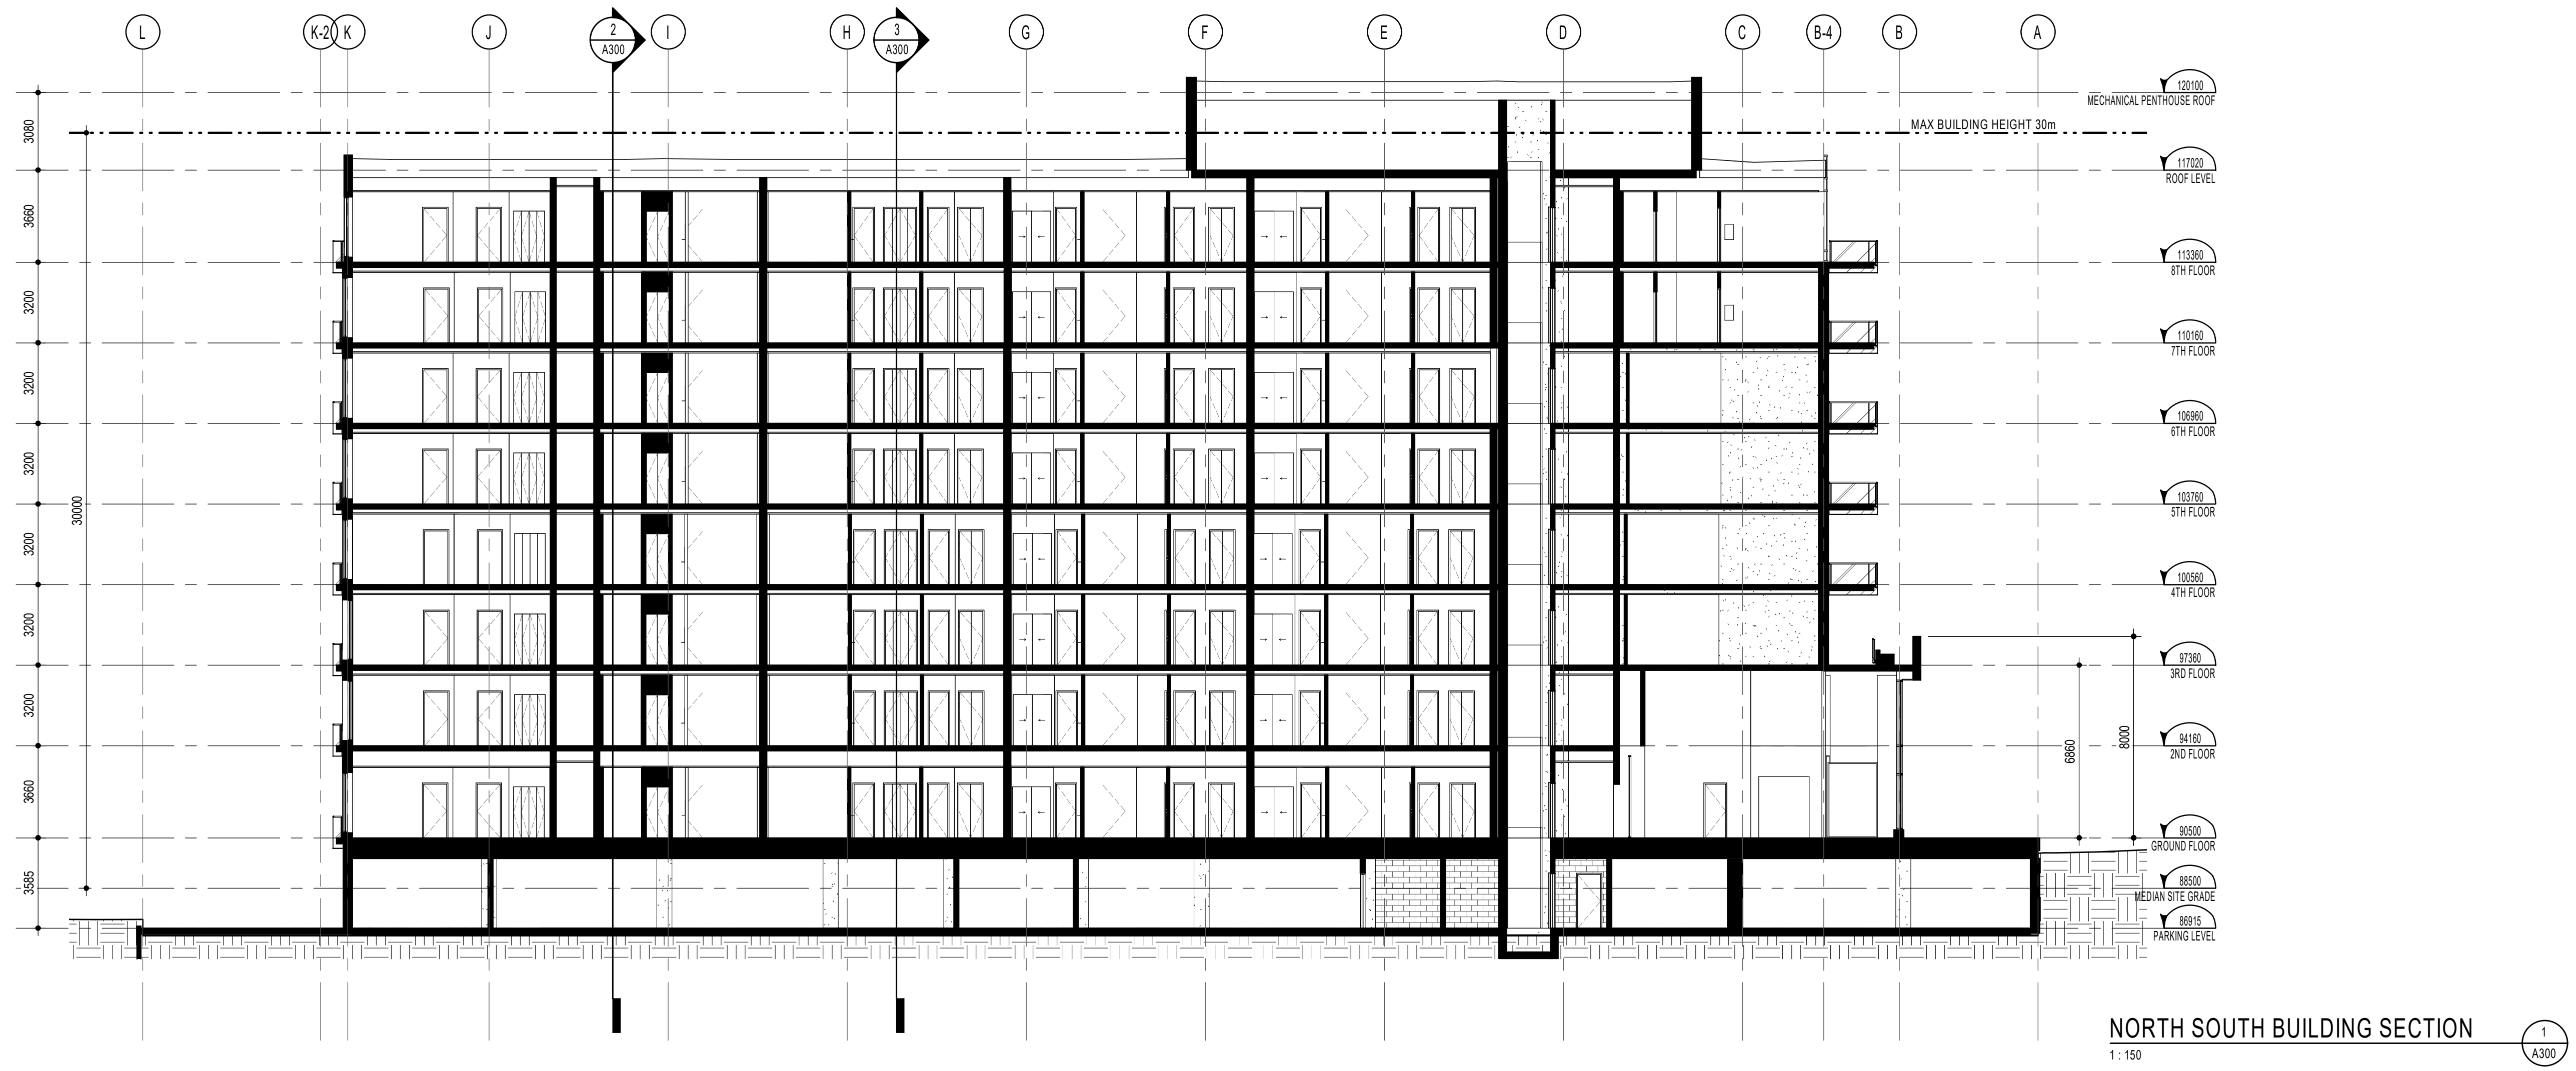 L K-2 K J 2 I H 3 G F E D C B-4 B A
A300 A300
120100
MECHANICAL PENTHOUSE ROOF
3080
MAX BUILDING HEIGHT 30m
117020
ROOF LEVEL
3660
113360
8TH FLOOR
3200
110160
7TH FLOOR
3200
106960
6TH FLOOR
3200
103760
5TH FLOOR
30000
3200
100560
4TH FLOOR
3200
97360
3RD FLOOR
3200
94160
2ND FLOOR
8000
6860
3660
90500
GROUND FLOOR
3585
88500
MEDIAN SITE GRADE
86915
PARKING LEVEL
NORTH SOUTH BUILDING SECTION
1 : 150
1
A300